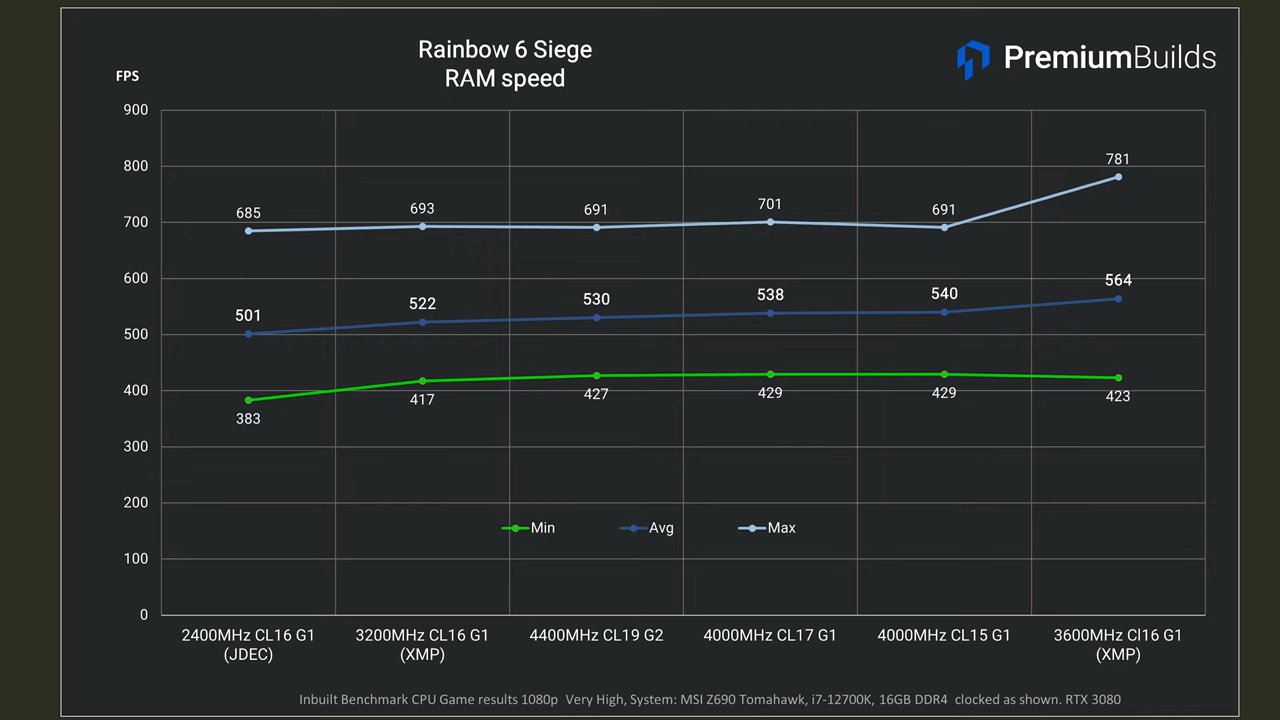 Rainbow 6 Siege
RAM speed
PremiumBuilds
FPS
900
800
700
600
500
400
300
200
100
0
685
693
691
701
691
781
501
522
530
538
540
564
383
417
427
429
429
423
Min
Avg
Max
2400MHz CL16 G1
(JDEC)
3200MHz CL16 G1
(XMP)
4400MHz CL19 G2
4000MHz CL17 G1
4000MHz CL15 G1
3600MHz Cl16 G1
(XMP)
Inbuilt Benchmark CPU Game results 1080p  Very High, System: MSI Z690 Tomahawk, i7-12700K, 16GB DDR4  clocked as shown. RTX 3080